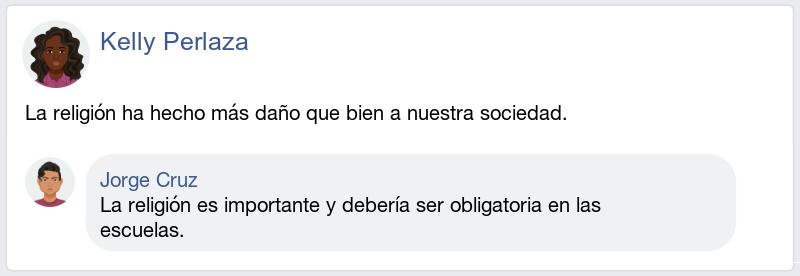 Kelly Perlaza
La religión ha hecho más daño que bien a nuestra sociedad.
Jorge Cruz
La religión es importante y debería ser obligatoria en las
escuelas.